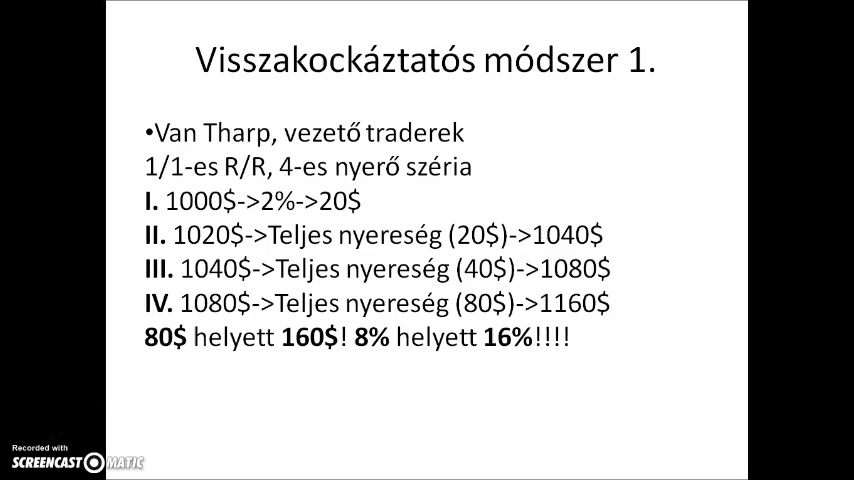 Visszakockáztatós módszer 1.
•Van Tharp, vezető traderek
1/1-es R/R, 4-es nyerő széria
I. 1000$->2%->20$
II. 1020$->Teljes nyereség (20$)->1040$
III. 1040$->Teljes nyereség (40$)->1080$
IV. 1080$->Teljes nyereség (80$)->1160$
80$ helyett 160$! 8% helyett 16%!!!!
Recorded with
SCREENCAST MATIC